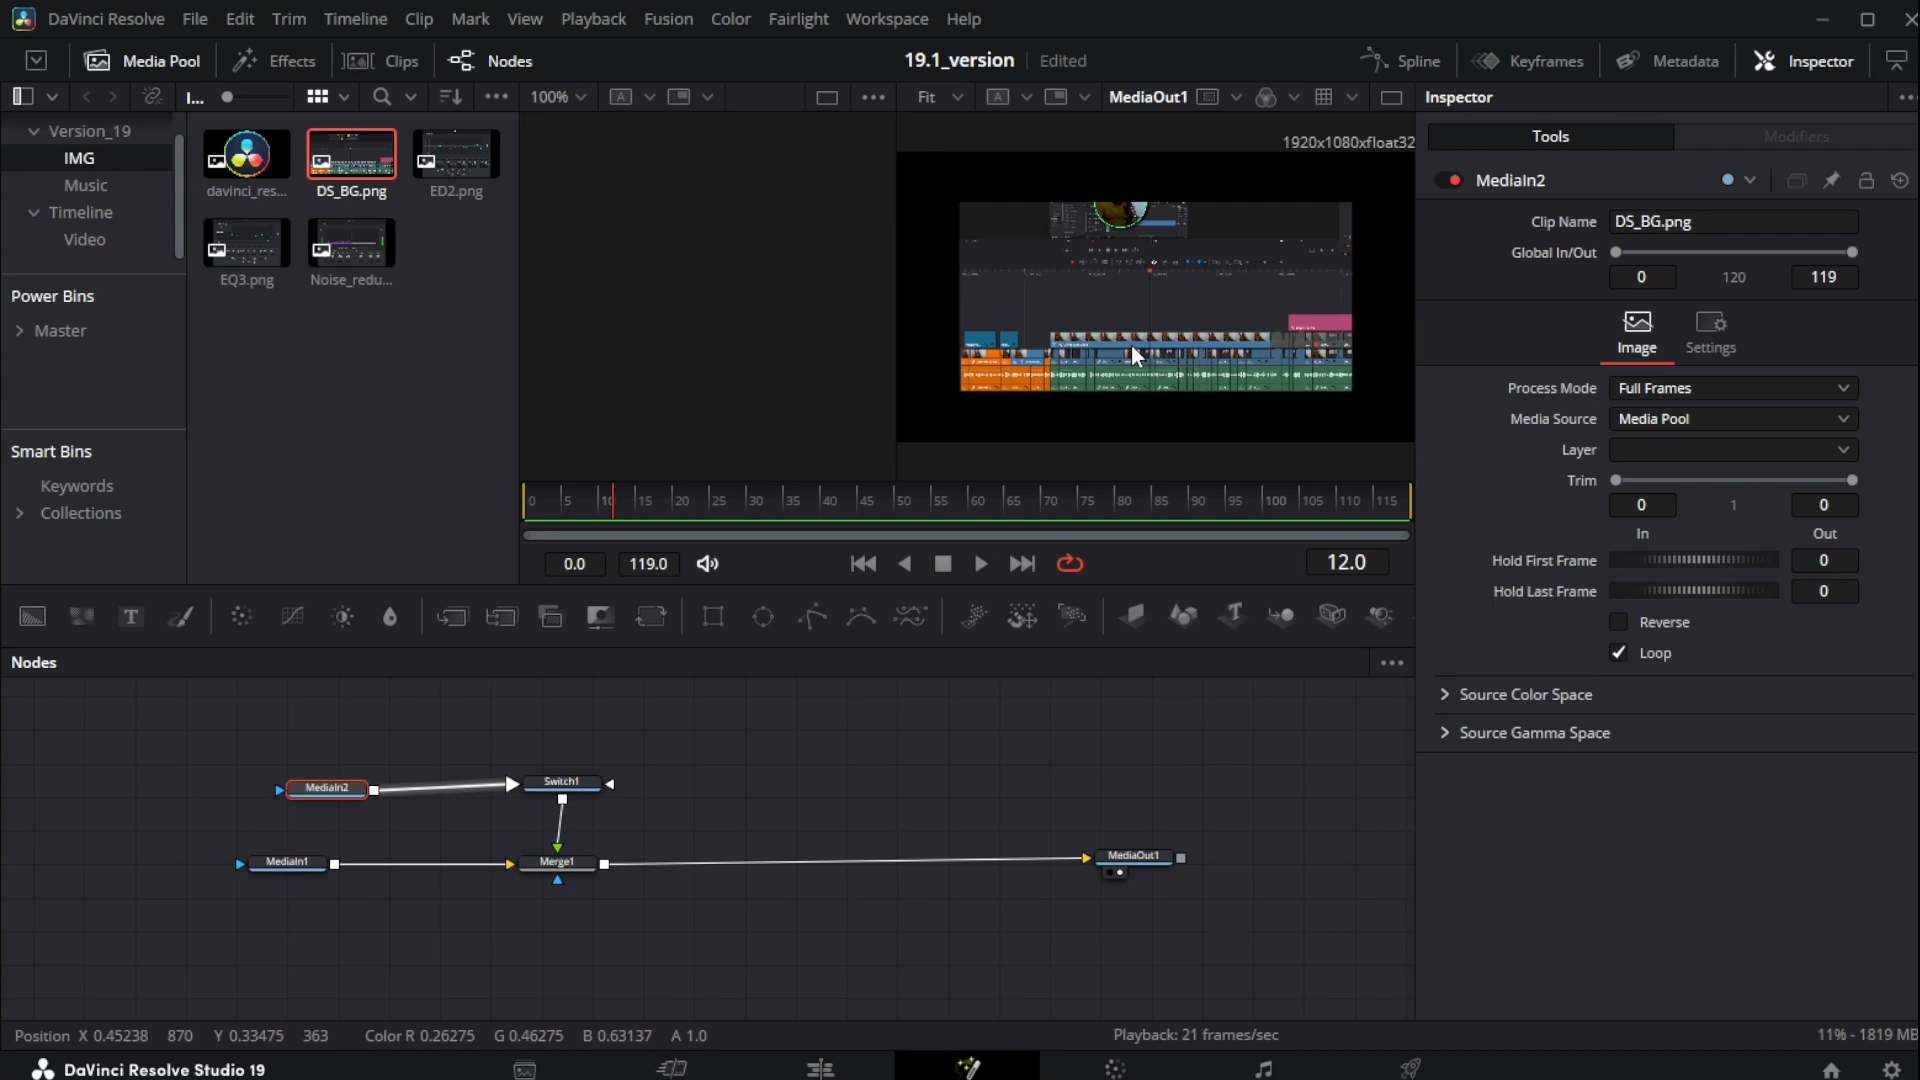 DaVinci Resolve File Edit Trim Timeline Clip Mark View Playback Fusion Color Fairlight Workspace Help
Media Pool Effects Clips Nodes 19.1_version Edited Spline Keyframes Metadata Inspector
I... 100% A Fit A MediaOut1 Inspector
Version_19
IMG
Music
Timeline
Video
Power Bins
Master
Smart Bins
Keywords
Collections
davinci_res... DS_BG.png ED2.png
EQ3.png Noise_redu...
1920x1080xfloat32
0 5 10 15 20 25 30 35 40 45 50 55 60 65 70 75 80 85 90 95 100 105 110 115
0.0 119.0 12.0
T T
Nodes
MediaIn2 Switch1
MediaIn1 Merge1 MediaOut1
Tools Modifiers
MediaIn2
Clip Name DS_BG.png
Global In/Out
0 120 119
Image Settings
Process Mode Full Frames
Media Source Media Pool
Layer
Trim
0 1 0
In Out
Hold First Frame 0
Hold Last Frame 0
Reverse
Loop
Source Color Space
Source Gamma Space
Position X 0.45238 870 Y 0.33475 363 Color R 0.26275 G 0.46275 B 0.63137 A 1.0 Playback: 21 frames/sec 11% - 1819 MB
DaVinci Resolve Studio 19